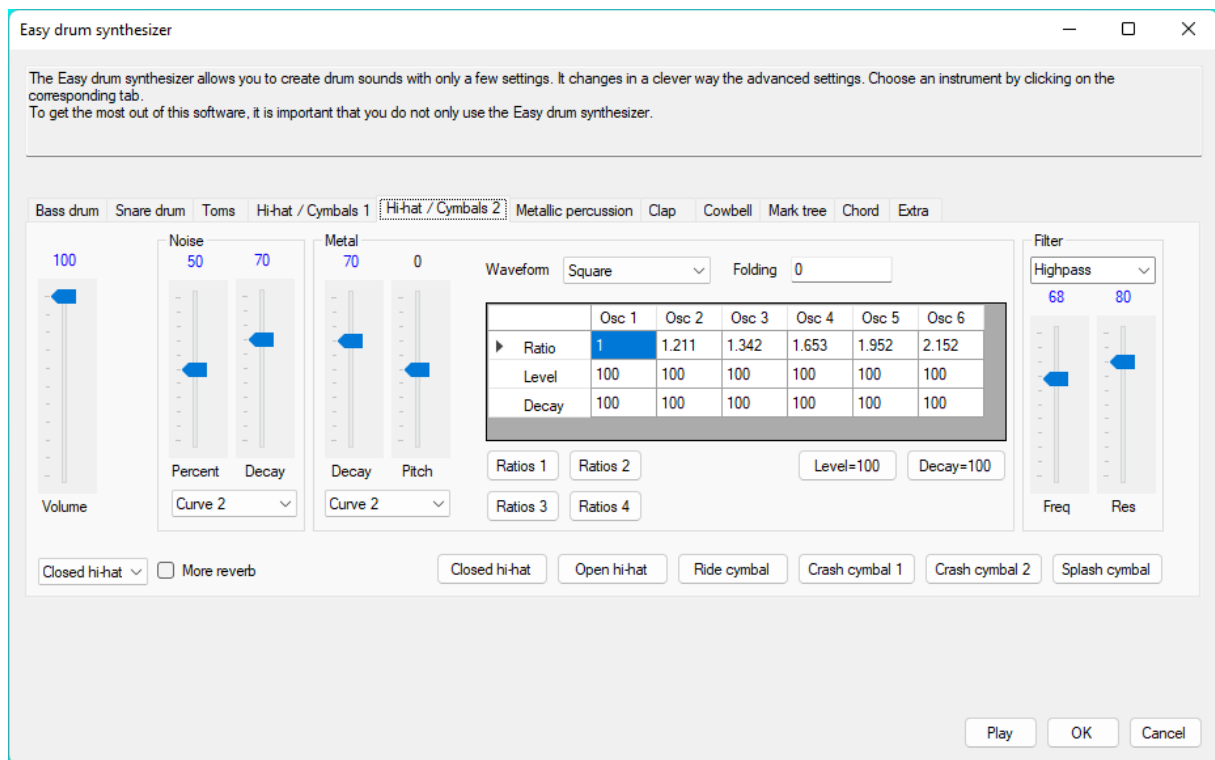 Easy drum synthesizer
The Easy drum synthesizer allows you to create drum sounds with only a few settings. It changes in a clever way the advanced settings. Choose an instrument by clicking on the
corresponding tab.
To get the most out of this software, it is important that you do not only use the Easy drum synthesizer.
Bass drum Snare drum Toms Hi-hat / Cymbals 1 Hi-hat / Cymbals 2 Metallic percussion Clap Cowbell Mark tree Chord Extra
Noise Metal Filter
100 50 70 70 0 Waveform Square Folding 0 Highpass
68 80
Osc 1 Osc 2 Osc 3 Osc 4 Osc 5 Osc 6
Ratio 1 1.211 1.342 1.653 1.952 2.152
Level 100 100 100 100 100 100
Decay 100 100 100 100 100 100
Percent Decay Decay Pitch Ratios 1 Ratios 2 Level=100 Decay=100
Volume Curve 2 Curve 2 Ratios 3 Ratios 4 Freq Res
Closed hi-hat More reverb Closed hi-hat Open hi-hat Ride cymbal Crash cymbal 1 Crash cymbal 2 Splash cymbal
Play OK Cancel